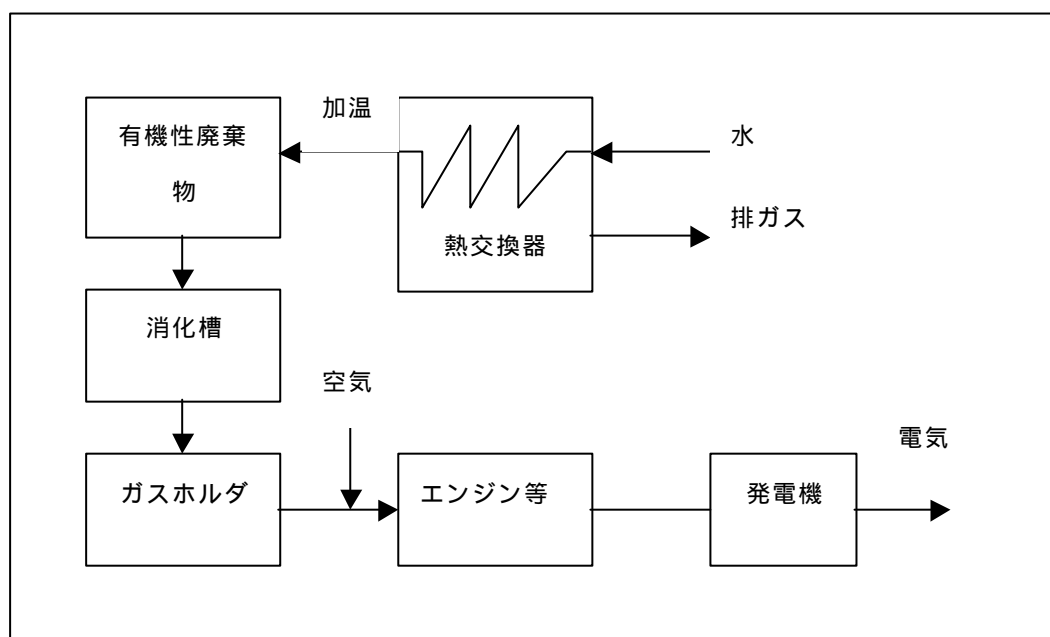 加温
水
有機性廃棄
物
排ガス
熱交換器
消化槽
空気
電気
ガスホルダ
エンジン等
発電機